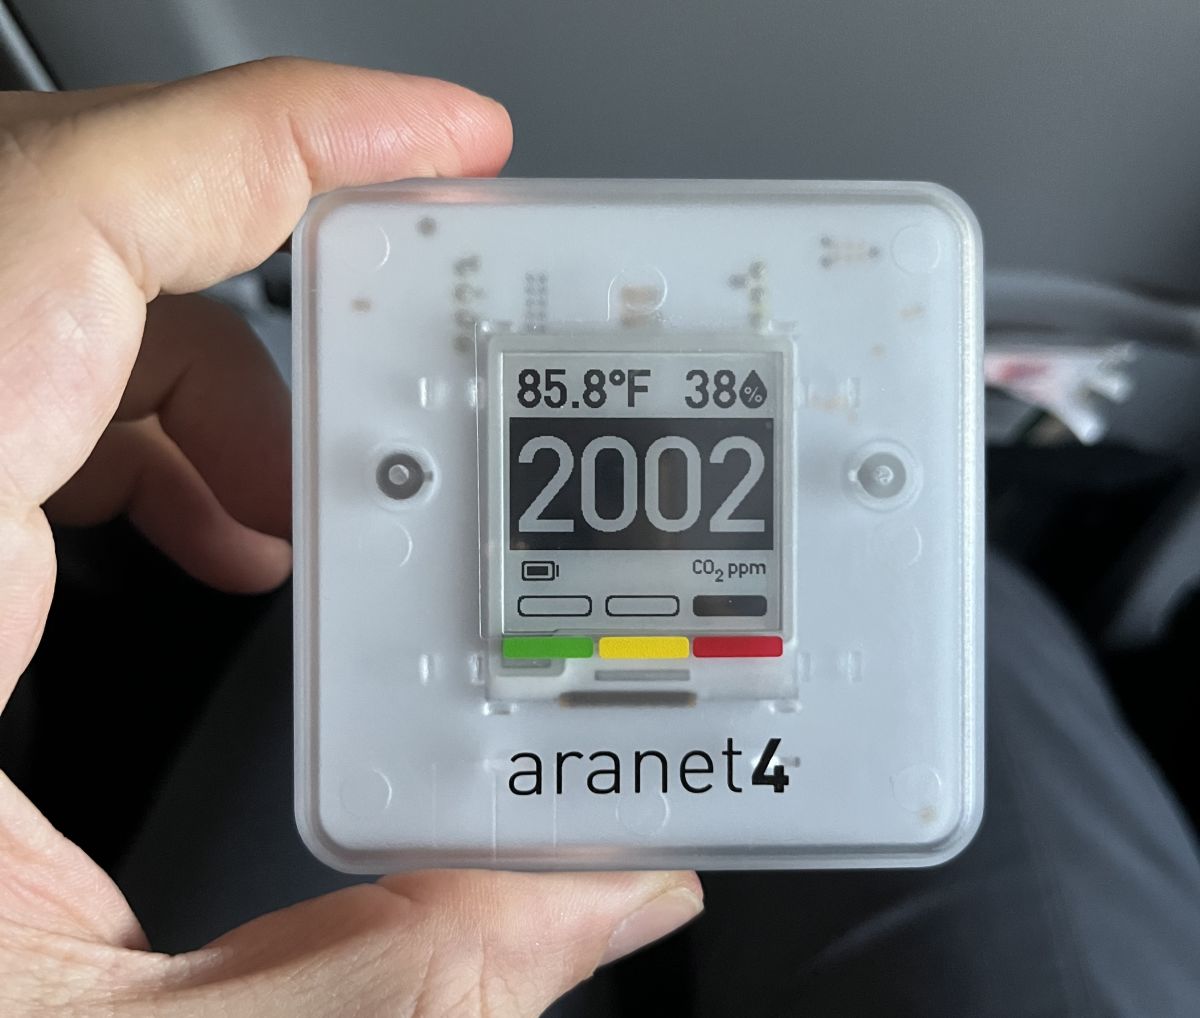 85.8°F 38%
2002
CO₂ ppm
aranet4